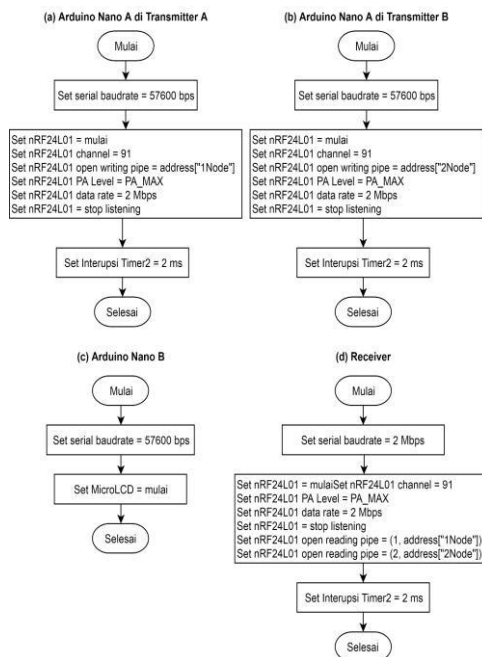 (a) Arduino Nano A di Transmitter A
Mulai
Set serial baudrate = 57600 bps
Set nRF24L01 = mulai
Set nRF24L01 channel = 91
Set nRF24L01 open writing pipe = address["1Node"]
Set nRF24L01 PA Level = PA_MAX
Set nRF24L01 data rate = 2 Mbps
Set nRF24L01 = stop listening
Set Interupsi Timer2 = 2 ms
Selesai
(b) Arduino Nano A di Transmitter B
Mulai
Set serial baudrate = 57600 bps
Set nRF24L01 = mulai
Set nRF24L01 channel = 91
Set nRF24L01 open writing pipe = address["2Node"]
Set nRF24L01 PA Level = PA_MAX
Set nRF24L01 data rate = 2 Mbps
Set nRF24L01 = stop listening
Set Interupsi Timer2 = 2 ms
Selesai
(c) Arduino Nano B
Mulai
Set serial baudrate = 57600 bps
Set MicroLCD = mulai
Selesai
(d) Receiver
Mulai
Set serial baudrate = 2 Mbps
Set nRF24L01 = mulaiSet nRF24L01 channel = 91
Set nRF24L01 PA Level = PA_MAX
Set nRF24L01 data rate = 2 Mbps
Set nRF24L01 = stop listening
Set nRF24L01 open reading pipe = (1, address["1Node"])
Set nRF24L01 open reading pipe = (2, address["2Node"])
Set Interupsi Timer2 = 2 ms
Selesai